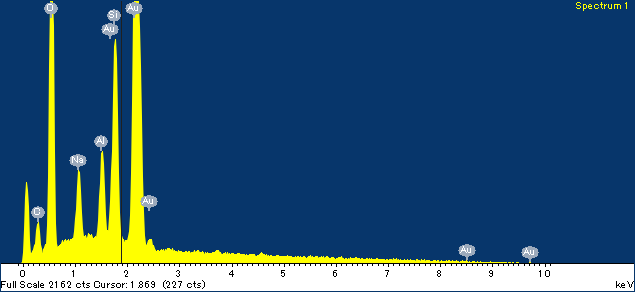 Spectrum 1
O
Si
Au
Au
Al
Na
C
Au
Au
Au
0 1 2 3 4 5 6 7 8 9 10
Full Scale 2162 cts Cursor: 1.869 (227 cts) keV